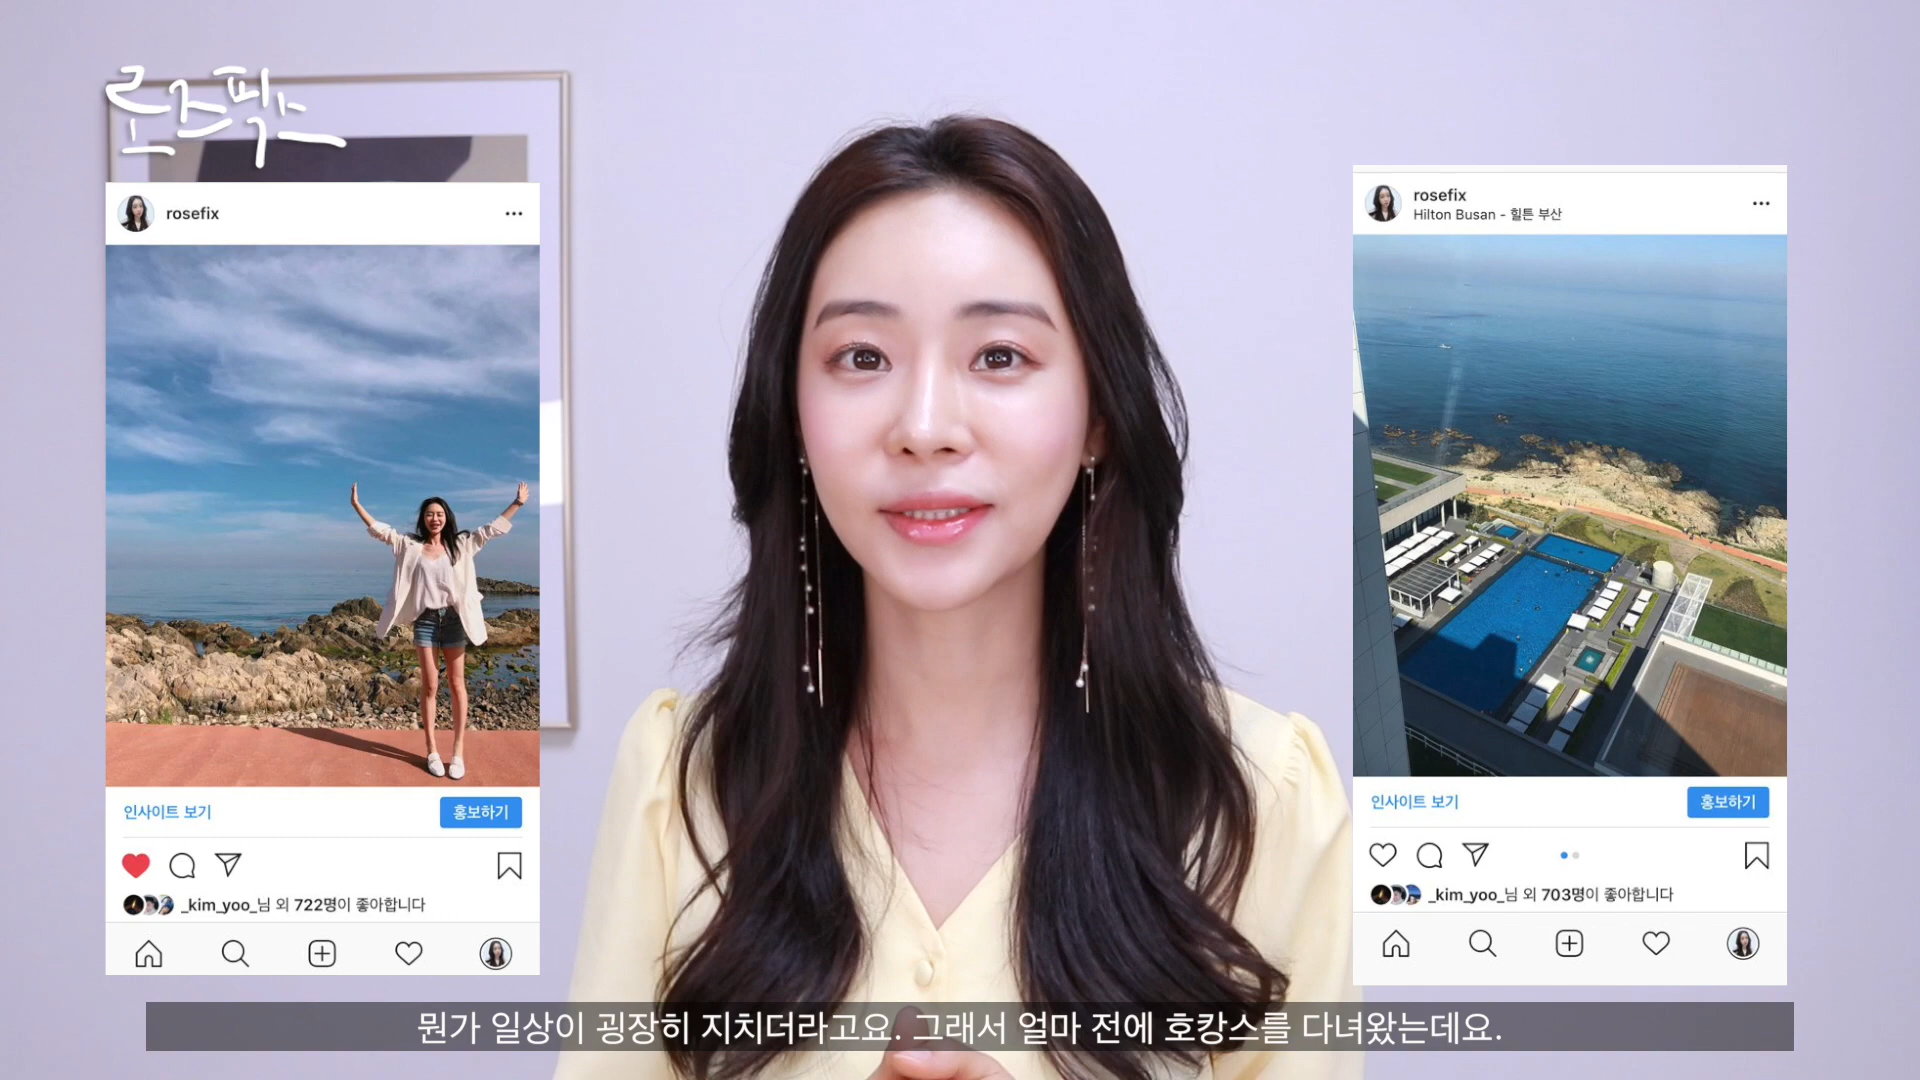 로즈픽스
rosefix
인사이트 보기
홍보하기
_kim_yoo_님 외 722명이 좋아합니다
rosefix
Hilton Busan - 힐튼 부산
인사이트 보기
홍보하기
_kim_yoo_님 외 703명이 좋아합니다
뭔가 일상이 굉장히 지치더라고요. 그래서 얼마 전에 호캉스를 다녀왔는데요.